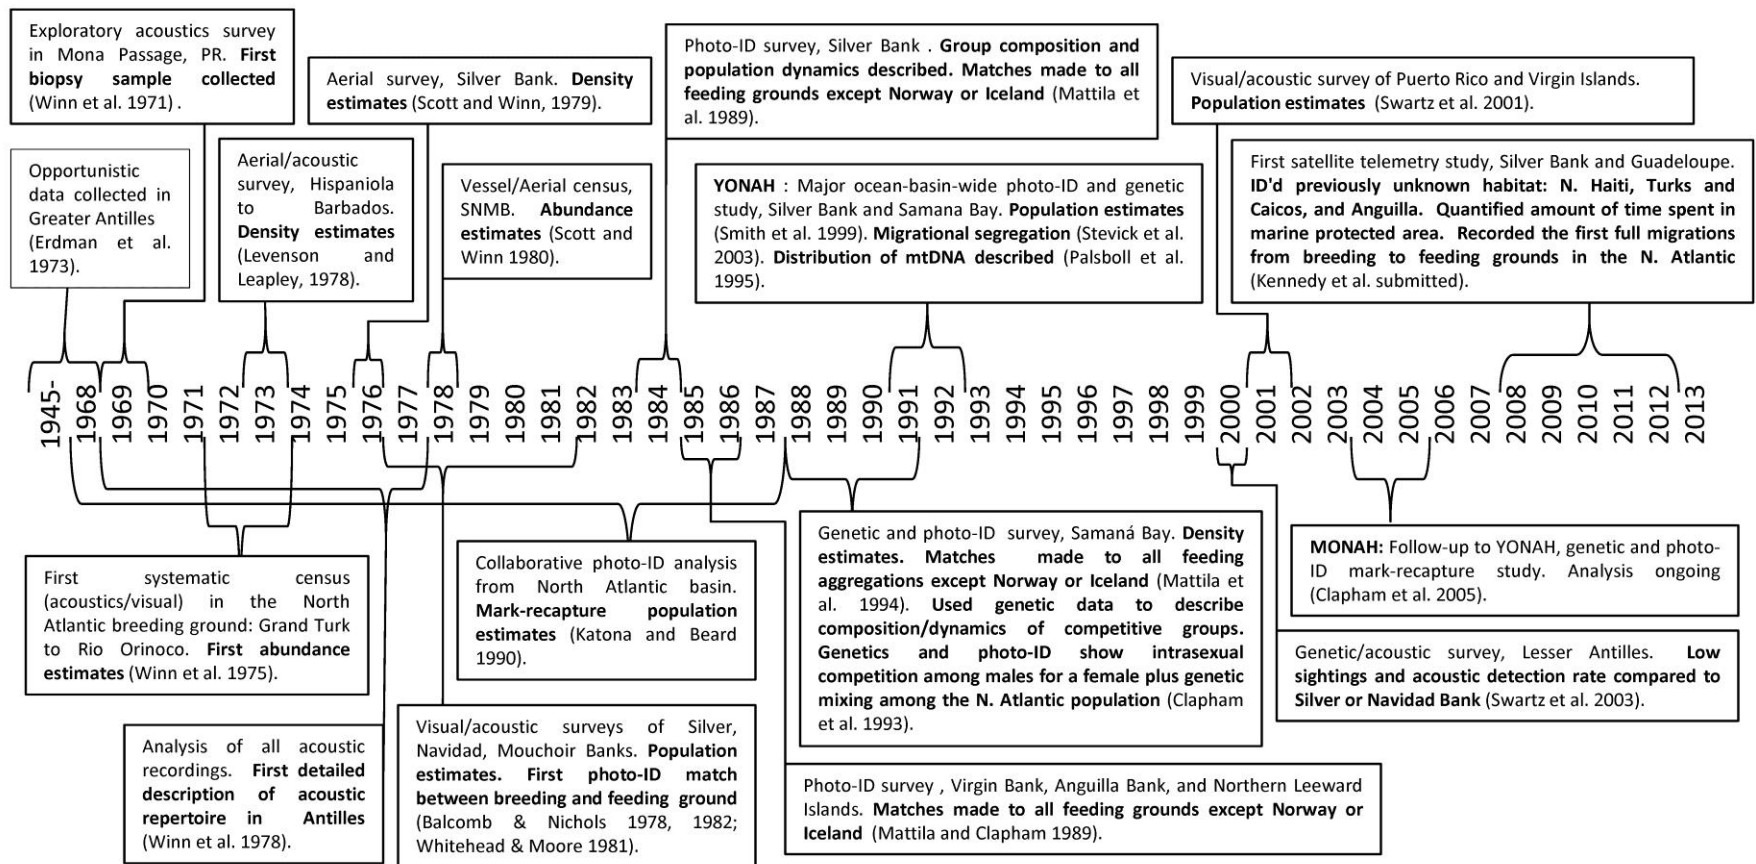 Exploratory acoustics survey
in Mona Passage, PR. First
biopsy sample collected
(Winn et al. 1971) .
Opportunistic
data collected in
Greater Antilles
(Erdman et al.
1973).
Aerial/acoustic
survey, Hispaniola
to Barbados.
Density estimates
(Levenson and
Leapley, 1978).
Aerial survey, Silver Bank. Density
estimates (Scott and Winn, 1979).
Vessel/Aerial census,
SNMB. Abundance
estimates (Scott and
Winn 1980).
Photo-ID survey, Silver Bank . Group composition and
population dynamics described. Matches made to all
feeding grounds except Norway or Iceland (Mattila et
al. 1989).
YONAH : Major ocean-basin-wide photo-ID and genetic
study, Silver Bank and Samana Bay. Population estimates
(Smith et al. 1999). Migrational segregation (Stevick et al.
2003). Distribution of mtDNA described (Palsboll et al.
1995).
Visual/acoustic survey of Puerto Rico and Virgin Islands.
Population estimates (Swartz et al. 2001).
First satellite telemetry study, Silver Bank and Guadeloupe.
ID'd previously unknown habitat: N. Haiti, Turks and
Caicos, and Anguilla. Quantified amount of time spent in
marine protected area. Recorded the first full migrations
from breeding to feeding grounds in the N. Atlantic
(Kennedy et al. submitted).
1945-
1968
1969
1970
1971
1972
1973
1974
1975
1976
1977
1978
1979
1980
1981
1982
1983
1984
1985
1986
1987
1988
1989
1990
1991
1992
1993
1994
1995
1996
1997
1998
1999
2000
2001
2002
2003
2004
2005
2006
2007
2008
2009
2010
2011
2012
2013
First systematic census
(acoustics/visual) in the North
Atlantic breeding ground: Grand Turk
to Rio Orinoco. First abundance
estimates (Winn et al. 1975).
Analysis of all acoustic
recordings. First detailed
description of acoustic
repertoire in Antilles
(Winn et al. 1978).
Collaborative photo-ID analysis
from North Atlantic basin.
Mark-recapture population
estimates (Katona and Beard
1990).
Visual/acoustic surveys of Silver,
Navidad, Mouchoir Banks. Population
estimates. First photo-ID match
between breeding and feeding ground
(Balcomb & Nichols 1978, 1982;
Whitehead & Moore 1981).
Genetic and photo-ID survey, Samaná Bay. Density
estimates. Matches made to all feeding
aggregations except Norway or Iceland (Mattila et
al. 1994). Used genetic data to describe
composition/dynamics of competitive groups.
Genetics and photo-ID show intrasexual
competition among males for a female plus genetic
mixing among the N. Atlantic population (Clapham
et al. 1993).
Photo-ID survey , Virgin Bank, Anguilla Bank, and Northern Leeward
Islands. Matches made to all feeding grounds except Norway or
Iceland (Mattila and Clapham 1989).
MONAH: Follow-up to YONAH, genetic and photo-
ID mark-recapture study. Analysis ongoing
(Clapham et al. 2005).
Genetic/acoustic survey, Lesser Antilles. Low
sightings and acoustic detection rate compared to
Silver or Navidad Bank (Swartz et al. 2003).